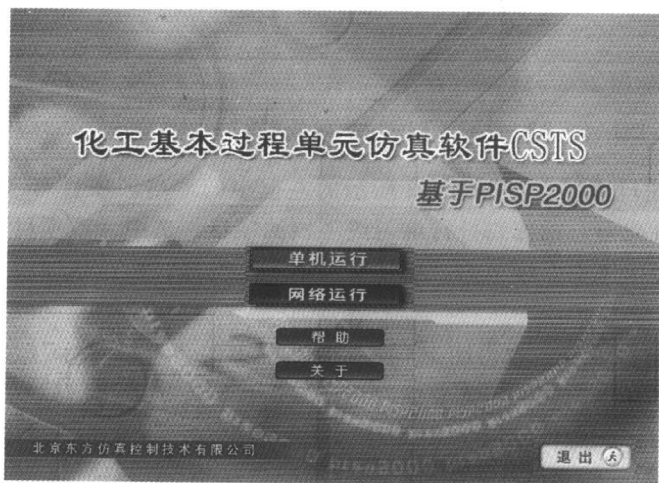 化工基本过程单元仿真软件CSTS
基于PISP2000
单机运行
网络运行
帮 助
关 于
北京东方仿真控制技术有限公司
退 出